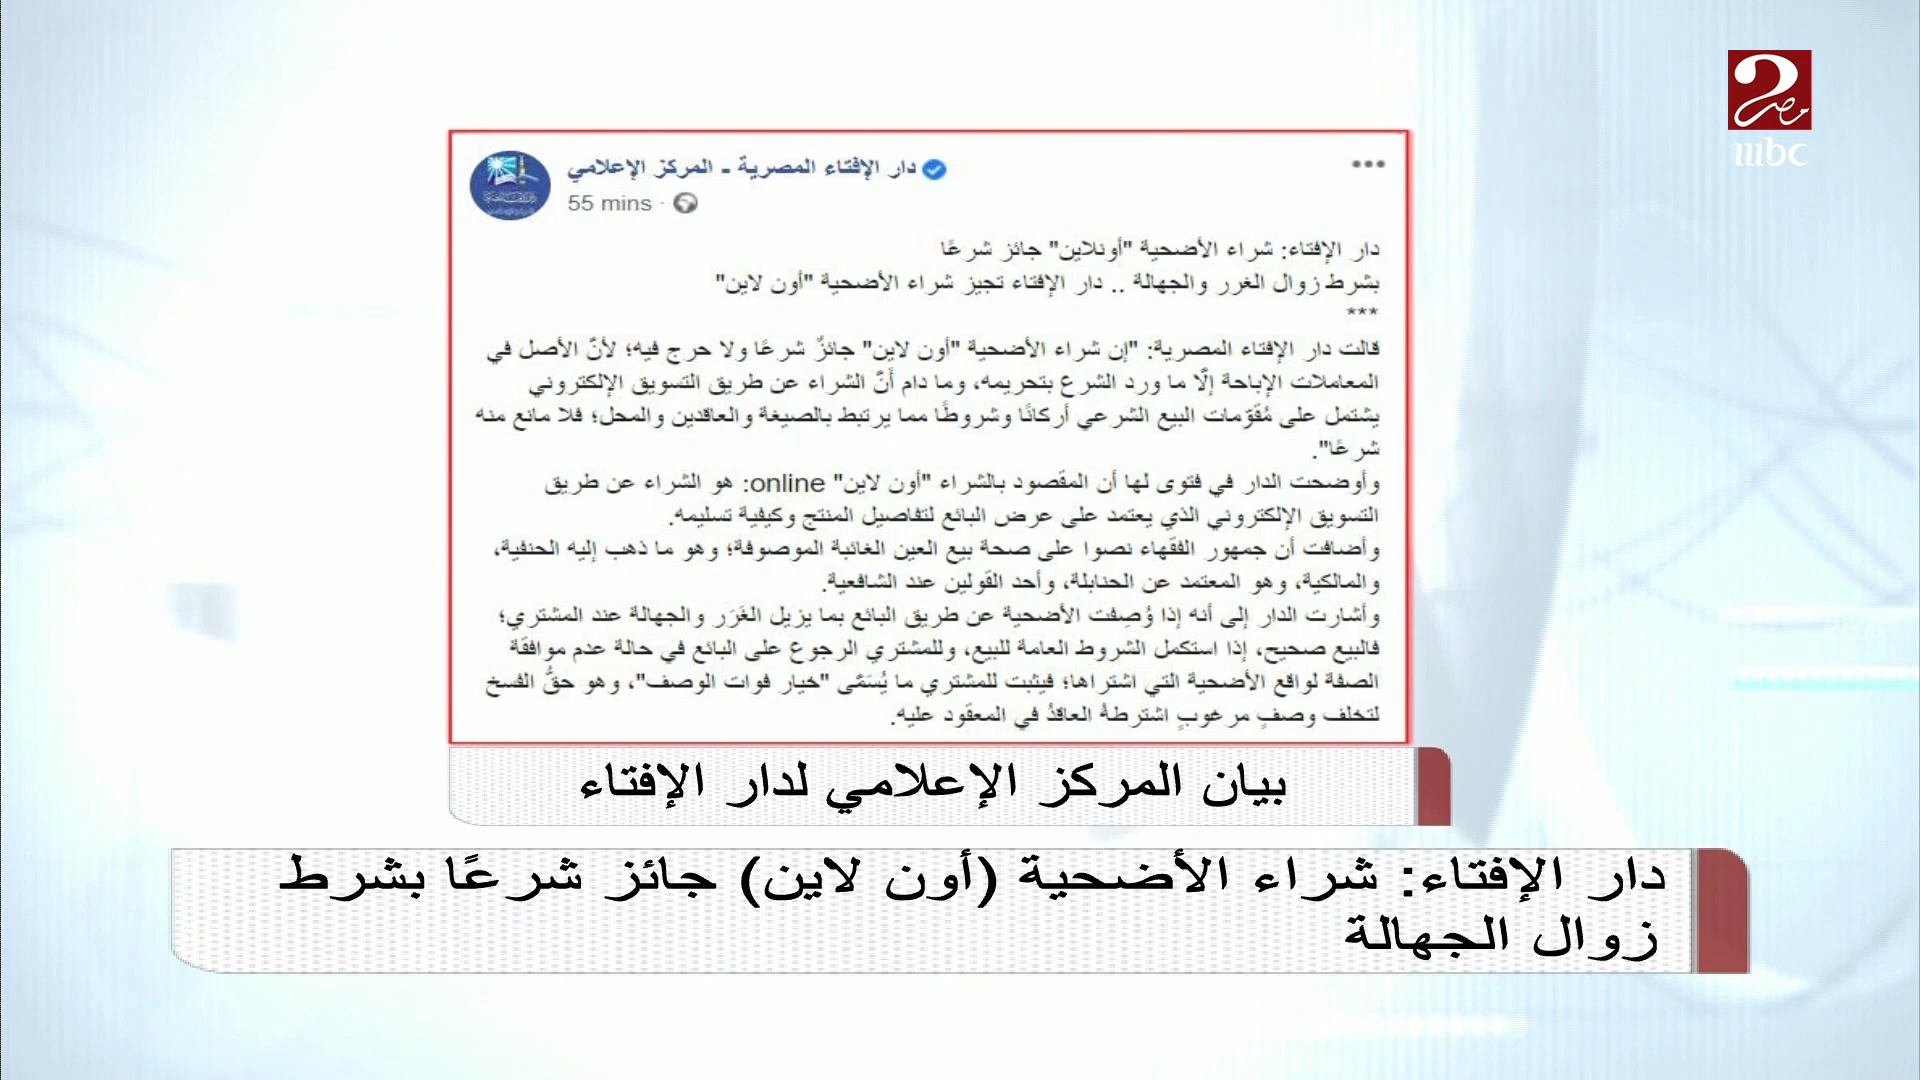 مصر
mbc
دار الإفتاء المصرية - المركز الإعلامي
55 mins ·
دار الإفتاء: شراء الأضحية "أونلاين" جائز شرعًا
بشرط زوال الغرر والجهالة .. دار الإفتاء تجيز شراء الأضحية "أون لاين"
***
قالت دار الإفتاء المصرية: "إن شراء الأضحية "أون لاين" جائزٌ شرعًا ولا حرج فيه؛ لأنَّ الأصل في
المعاملات الإباحة إلَّا ما ورد الشرع بتحريمه، وما دام أنَّ الشراء عن طريق التسويق الإلكتروني
يشتمل على مُقوّمات البيع الشرعي أركانًا وشروطًا مما يرتبط بالصيغة والعاقدين والمحل؛ فلا مانع منه
شرعًا".
وأوضحت الدار في فتوى لها أن المقصود بالشراء "أون لاين" online: هو الشراء عن طريق
التسويق الإلكتروني الذي يعتمد على عرض البائع لتفاصيل المنتج وكيفية تسليمه.
وأضافت أن جمهور الفقهاء نصوا على صحة بيع العين الغائبة الموصوفة؛ وهو ما ذهب إليه الحنفية،
والمالكية، وهو المعتمد عن الحنابلة، وأحد القولين عند الشافعية.
وأشارت الدار إلى أنه إذا وُصِفت الأضحية عن طريق البائع بما يزيل الغَرَر والجهالة عند المشتري؛
فالبيع صحيح، إذا استكمل الشروط العامة للبيع، وللمشتري الرجوع على البائع في حالة عدم موافقة
الصفة لواقع الأضحية التي اشتراها؛ فيثبت للمشتري ما يُسَمَّى "خيار فوات الوصف"، وهو حقُّ الفسخ
لتخلف وصفٍ مرغوبٍ اشترطهُ العاقدُ في المعقود عليه.
بيان المركز الإعلامي لدار الإفتاء
دار الإفتاء: شراء الأضحية (أون لاين) جائز شرعًا بشرط
زوال الجهالة